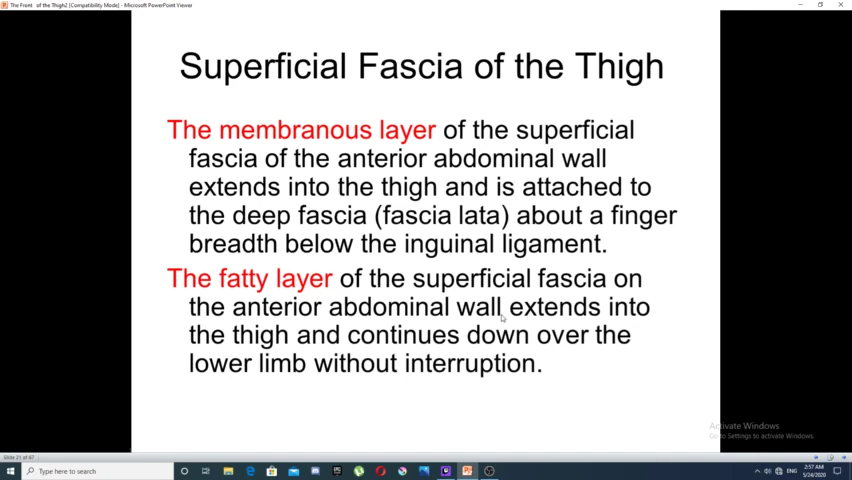 The Front of the Thigh2 [Compatibility Mode] - Microsoft PowerPoint Viewer
Superficial Fascia of the Thigh
The membranous layer of the superficial
fascia of the anterior abdominal wall
extends into the thigh and is attached to
the deep fascia (fascia lata) about a finger
breadth below the inguinal ligament.
The fatty layer of the superficial fascia on
the anterior abdominal wall extends into
the thigh and continues down over the
lower limb without interruption.
Activate Windows
Go to Settings to activate Windows.
Slide 21 of 67
Type here to search
ENG
2:57 AM
5/24/2020